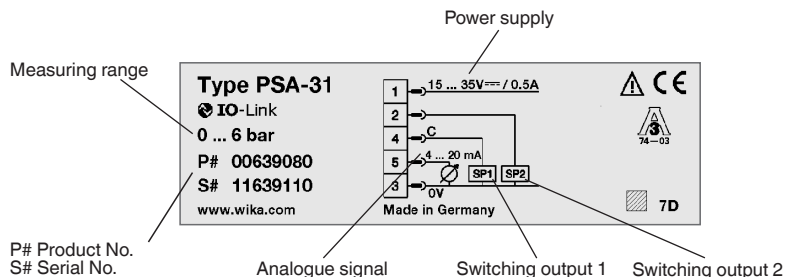 Power supply
Measuring range
Type PSA-31
IO-Link
0 ... 6 bar
P# 00639080
S# 11639110
www.wika.com
1 15 ... 35V⎓ / 0.5A
2
4 C
5 4 ... 20 mA
3 0V
SP1 SP2
Made in Germany
CE
3
74-03
7D
P# Product No.
S# Serial No.
Analogue signal
Switching output 1
Switching output 2